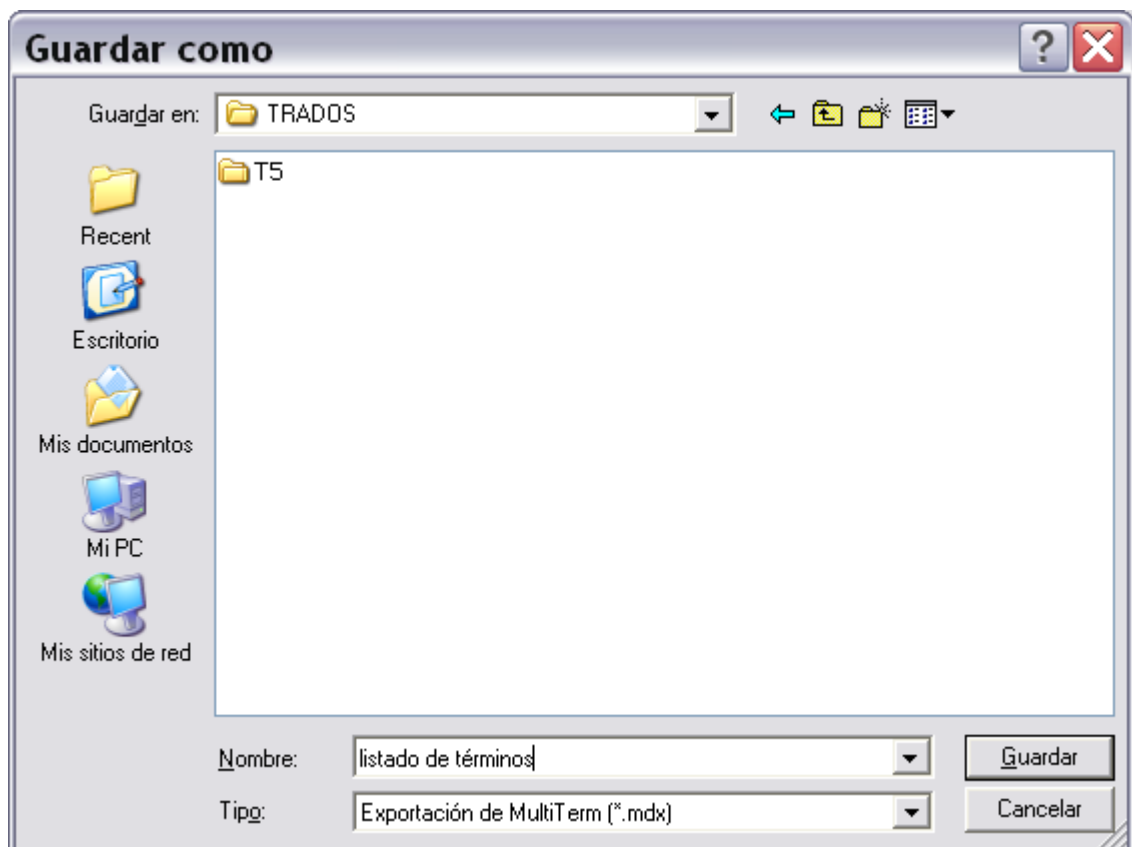 Guardar como
Guardar en: TRADOS
T5
Recent
Escritorio
Mis documentos
Mi PC
Mis sitios de red
Nombre: listado de términos
Guardar
Tipo: Exportación de MultiTerm (*.mdx)
Cancelar